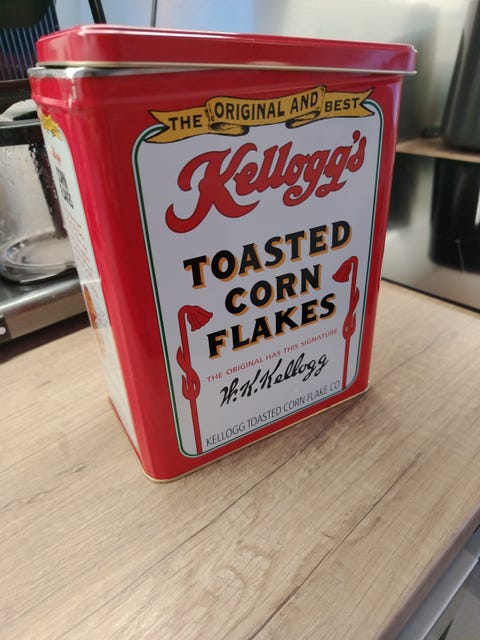 THE ORIGINAL AND BEST
Kellogg's
TOASTED
CORN
FLAKES
THE ORIGINAL HAS THIS SIGNATURE
W.K.Kellogg
KELLOGG TOASTED CORN FLAKE CO